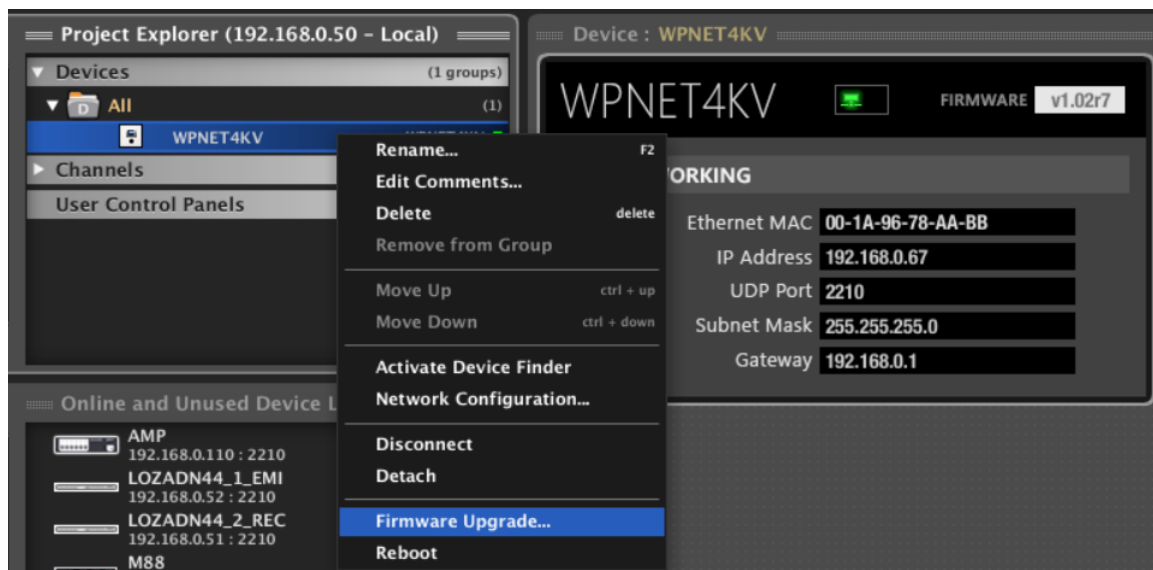 Project Explorer (192.168.0.50 – Local)
Devices (1 groups)
D All (1)
WPNET4KV
Channels
User Control Panels
Online and Unused Device L
AMP
192.168.0.110 : 2210
LOZADN44_1_EMI
192.168.0.52 : 2210
LOZADN44_2_REC
192.168.0.51 : 2210
M88
Rename... F2
Edit Comments...
Delete delete
Remove from Group
Move Up ctrl + up
Move Down ctrl + down
Activate Device Finder
Network Configuration...
Disconnect
Detach
Firmware Upgrade...
Reboot
Device : WPNET4KV
WPNET4KV FIRMWARE v1.02r7
ORKING
Ethernet MAC 00-1A-96-78-AA-BB
IP Address 192.168.0.67
UDP Port 2210
Subnet Mask 255.255.255.0
Gateway 192.168.0.1